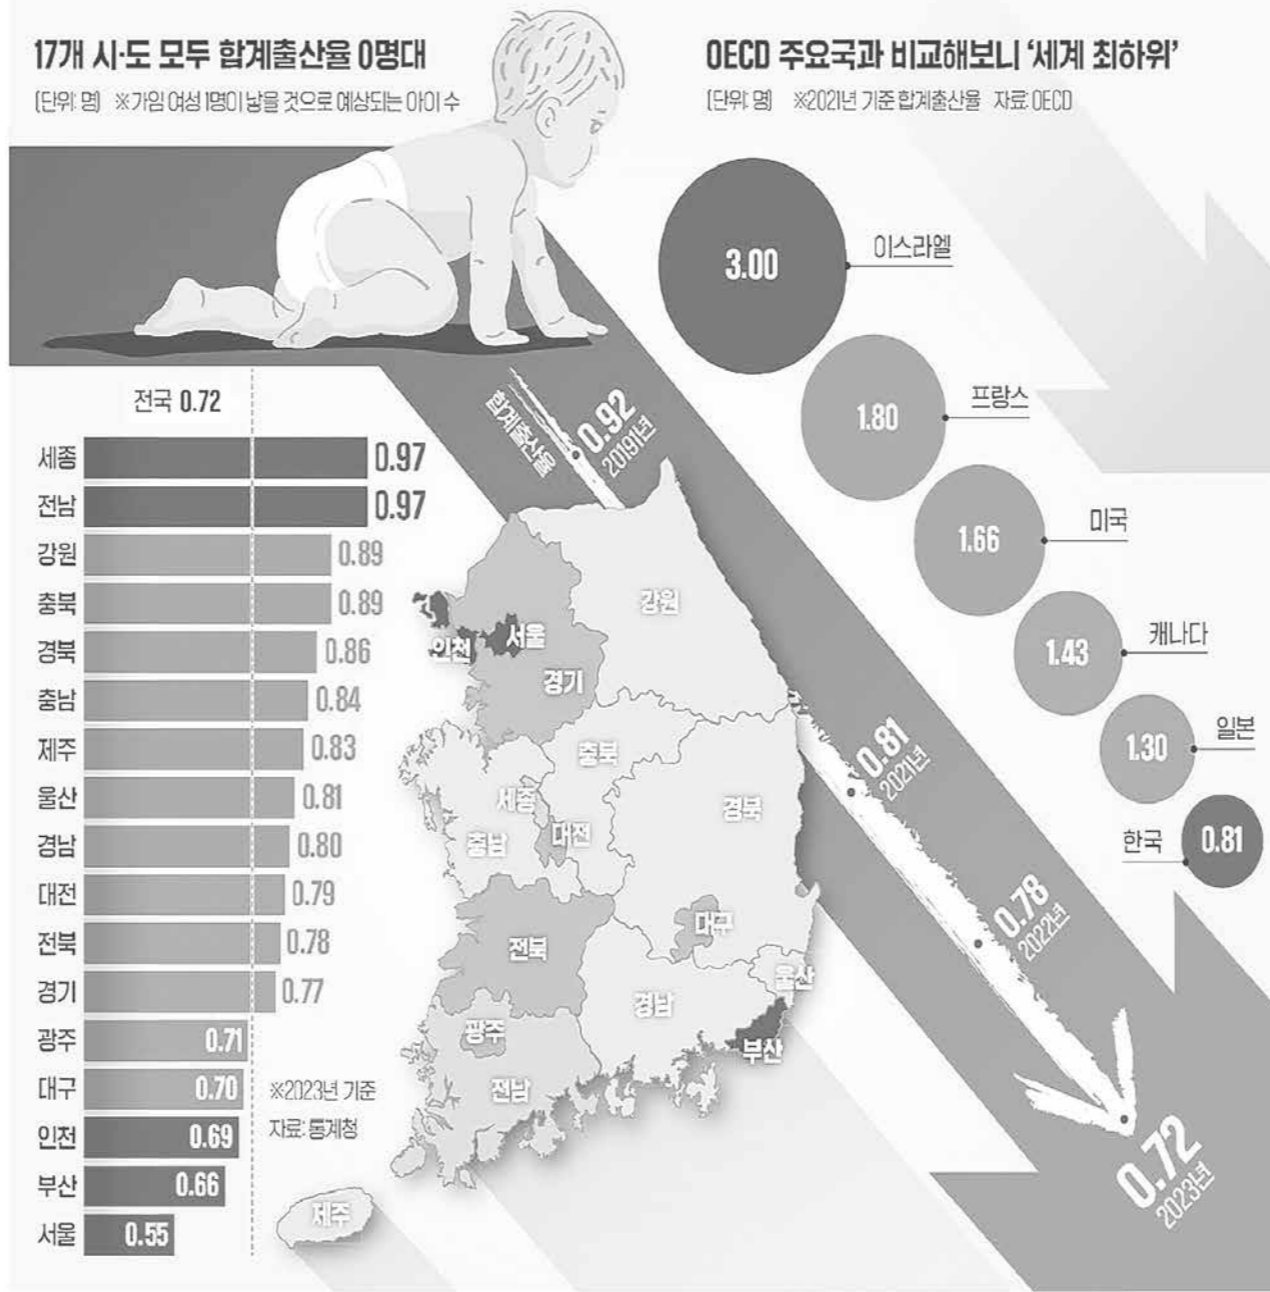 17개 시·도 모두 합계출산율 0명대
(단위: 명) ※가임 여성 1명이 낳을 것으로 예상되는 아이 수
전국 0.72
세종 0.97
전남 0.97
강원 0.89
충북 0.89
경북 0.86
충남 0.84
제주 0.83
울산 0.81
경남 0.80
대전 0.79
전북 0.78
경기 0.77
광주 0.71
대구 0.70
인천 0.69
부산 0.66
서울 0.55
※2023년 기준
자료: 통계청
합계출산율
0.92
2019년
0.81
2021년
0.78
2022년
0.72
2023년
강원
인천
서울
경기
충북
세종
충남
대전
경북
대구
전북
울산
경남
광주
부산
전남
제주
OECD 주요국과 비교해보니 ‘세계 최하위’
(단위: 명) ※2021년 기준 합계출산율 자료: OECD
3.00 이스라엘
1.80 프랑스
1.66 미국
1.43 캐나다
1.30 일본
한국 0.81